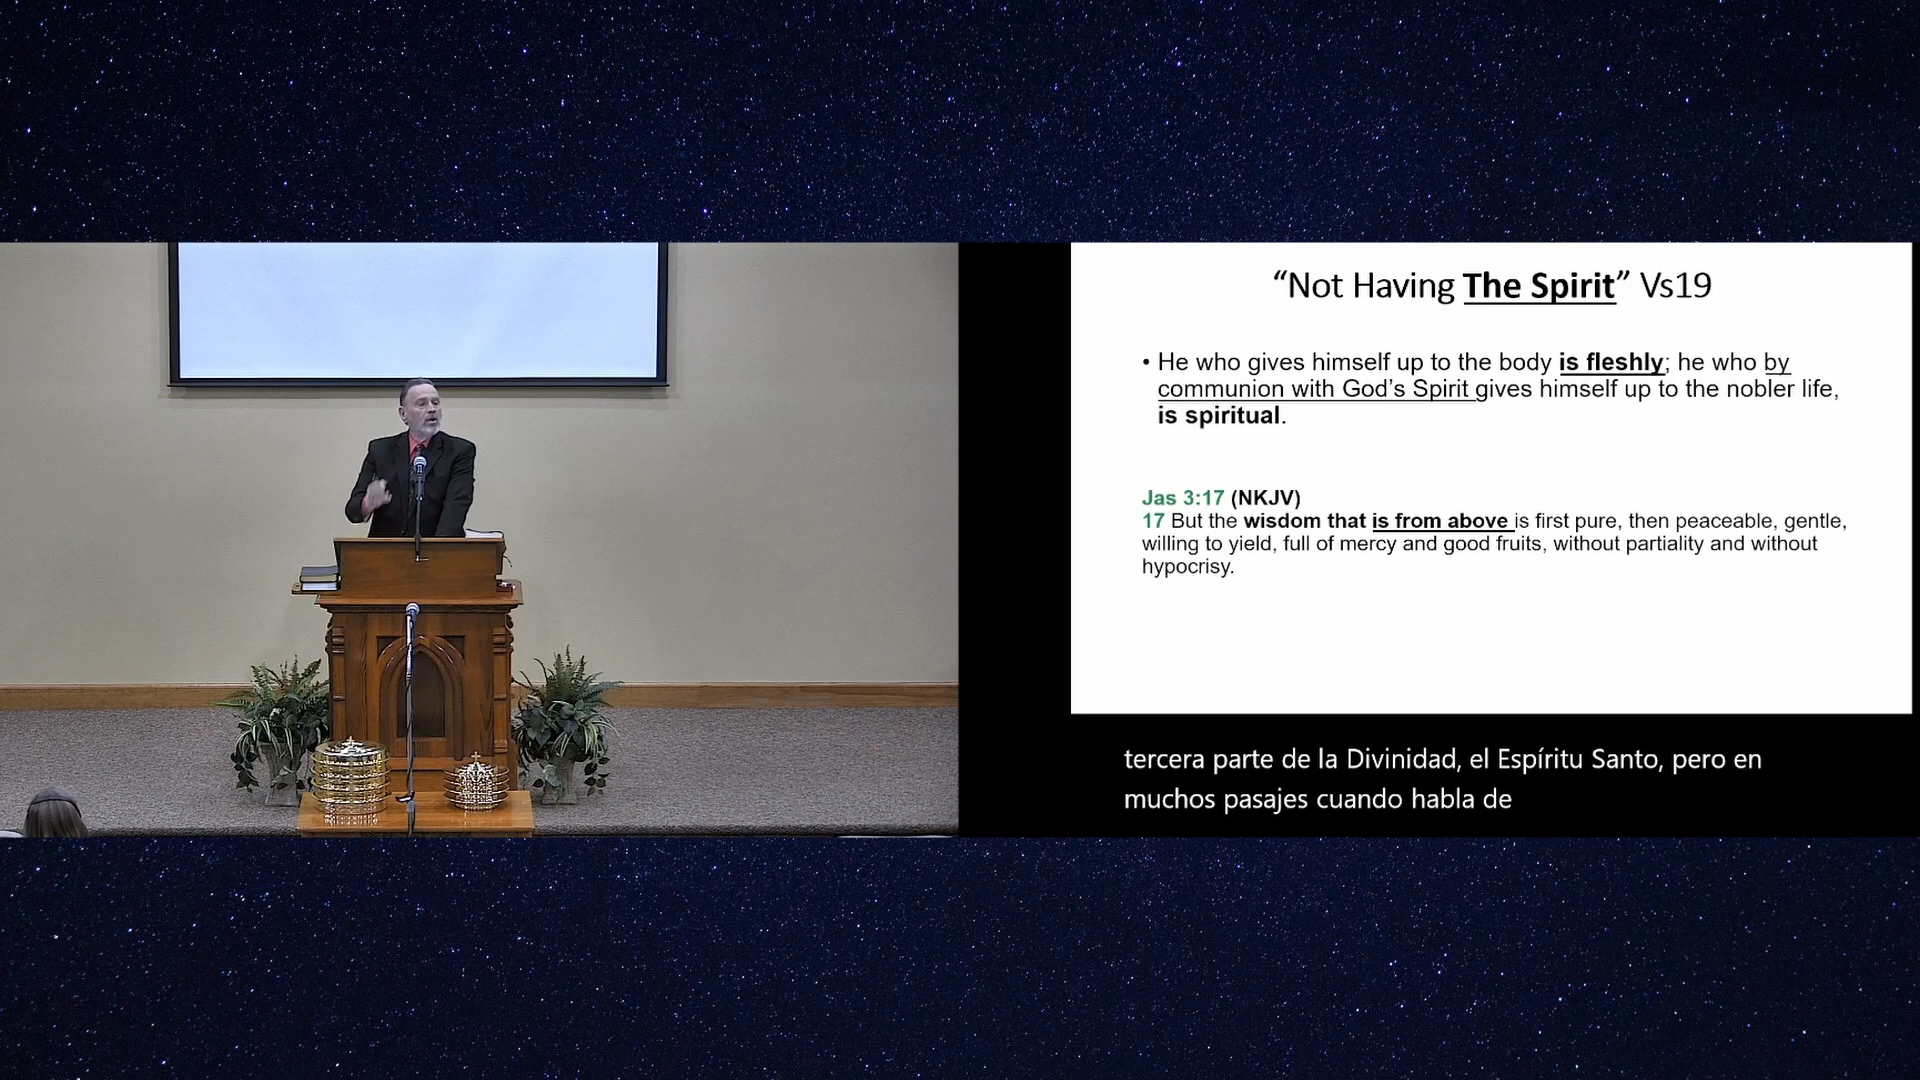 “Not Having The Spirit” Vs19
• He who gives himself up to the body is fleshly; he who by
communion with God’s Spirit gives himself up to the nobler life,
is spiritual.
Jas 3:17 (NKJV)
17 But the wisdom that is from above is first pure, then peaceable, gentle,
willing to yield, full of mercy and good fruits, without partiality and without
hypocrisy.
tercera parte de la Divinidad, el Espíritu Santo, pero en
muchos pasajes cuando habla de